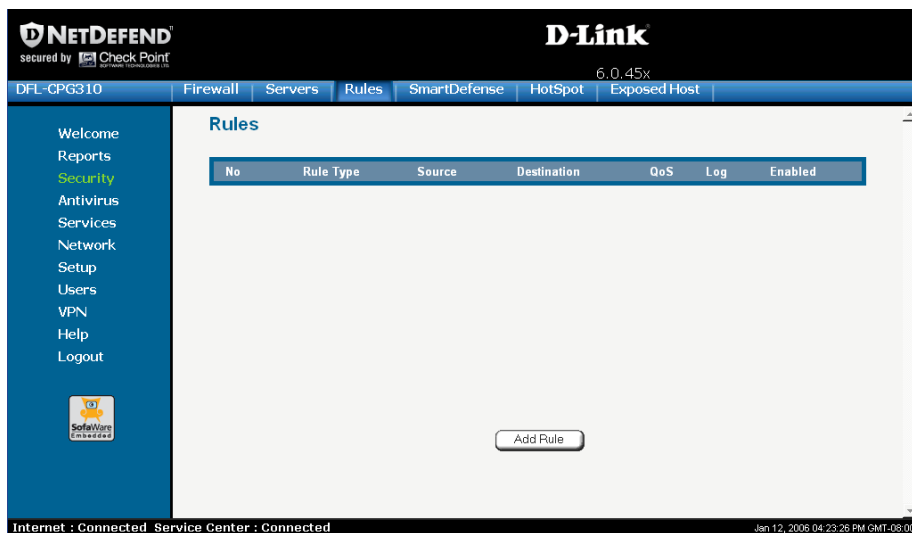 D NETDEFEND
secured by Check Point
SOFTWARE TECHNOLOGIES LTD.
D-Link
6.0.45x
DFL-CPG310
Firewall Servers Rules SmartDefense HotSpot Exposed Host
Welcome
Reports
Security
Antivirus
Services
Network
Setup
Users
VPN
Help
Logout
SofaWare
Embedded
Rules
No Rule Type Source Destination QoS Log Enabled
Add Rule
Internet : Connected Service Center : Connected
Jan 12, 2006 04:23:26 PM GMT-08:00